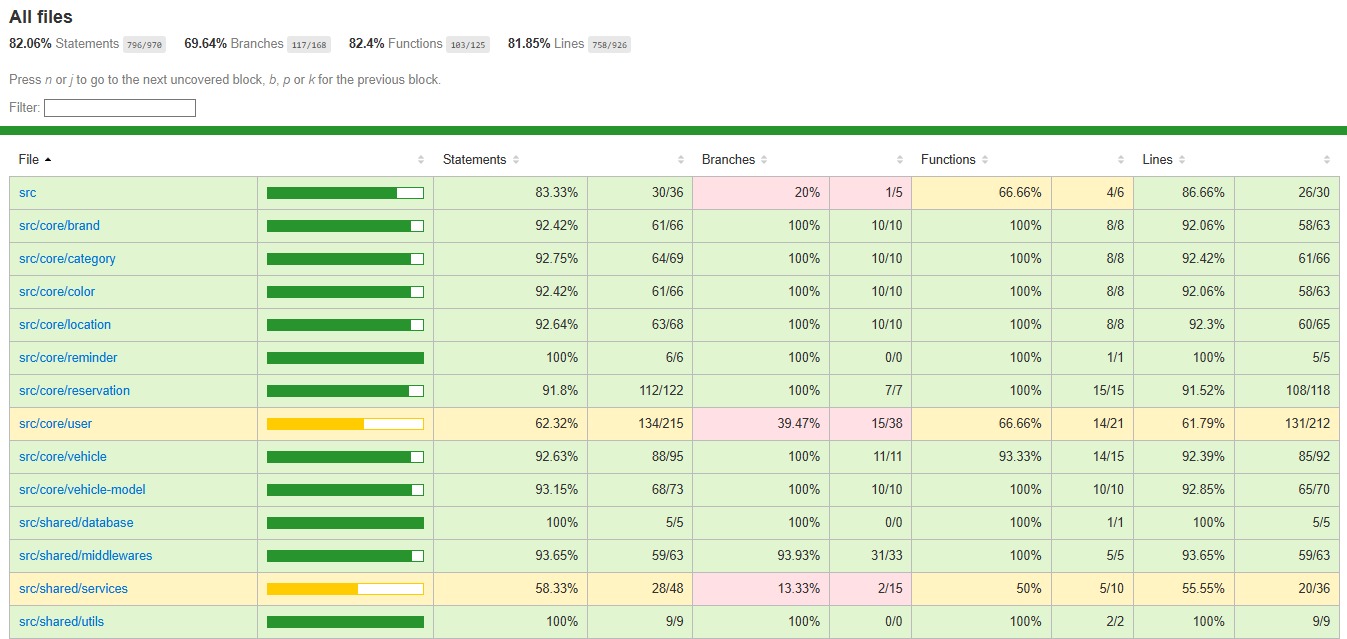 All files
82.06% Statements 796/970 69.64% Branches 117/168 82.4% Functions 103/125 81.85% Lines 758/926
Press n or j to go to the next uncovered block, b, p or k for the previous block.
Filter:
File Statements Branches Functions Lines
src 83.33% 30/36 20% 1/5 66.66% 4/6 86.66% 26/30
src/core/brand 92.42% 61/66 100% 10/10 100% 8/8 92.06% 58/63
src/core/category 92.75% 64/69 100% 10/10 100% 8/8 92.42% 61/66
src/core/color 92.42% 61/66 100% 10/10 100% 8/8 92.06% 58/63
src/core/location 92.64% 63/68 100% 10/10 100% 8/8 92.3% 60/65
src/core/reminder 100% 6/6 100% 0/0 100% 1/1 100% 5/5
src/core/reservation 91.8% 112/122 100% 7/7 100% 15/15 91.52% 108/118
src/core/user 62.32% 134/215 39.47% 15/38 66.66% 14/21 61.79% 131/212
src/core/vehicle 92.63% 88/95 100% 11/11 93.33% 14/15 92.39% 85/92
src/core/vehicle-model 93.15% 68/73 100% 10/10 100% 10/10 92.85% 65/70
src/shared/database 100% 5/5 100% 0/0 100% 1/1 100% 5/5
src/shared/middlewares 93.65% 59/63 93.93% 31/33 100% 5/5 93.65% 59/63
src/shared/services 58.33% 28/48 13.33% 2/15 50% 5/10 55.55% 20/36
src/shared/utils 100% 9/9 100% 0/0 100% 2/2 100% 9/9